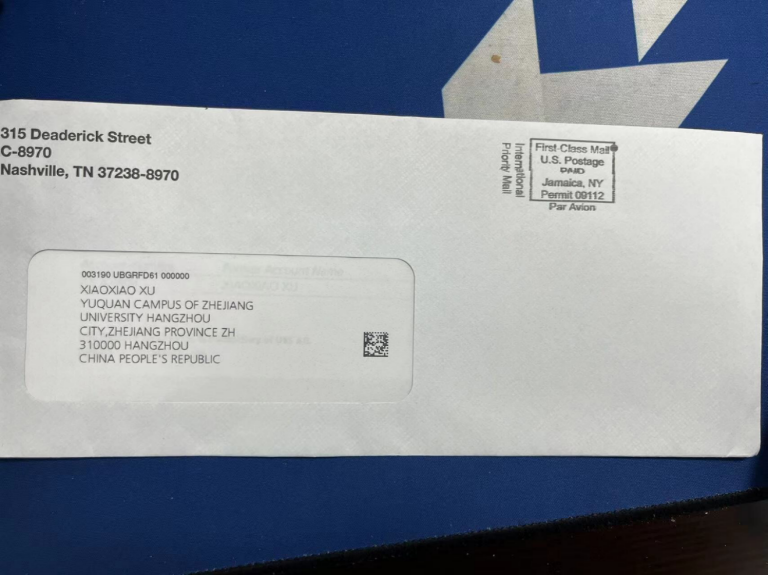 315 Deaderick Street
C-8970
Nashville, TN 37238-8970
International
Priority Mail
First-Class Mail
U.S. Postage
PAID
Jamaica, NY
Permit 09112
Par Avion
003190 UBGRFD61 000000
XIAOXIAO XU
YUQUAN CAMPUS OF ZHEJIANG
UNIVERSITY HANGZHOU
CITY,ZHEJIANG PROVINCE ZH
310000 HANGZHOU
CHINA PEOPLE'S REPUBLIC